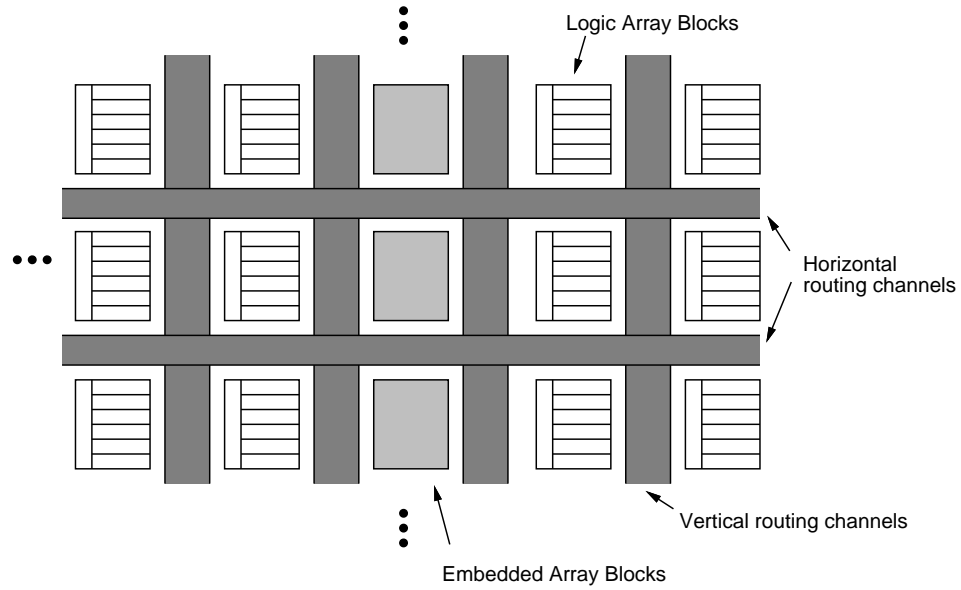 Logic Array Blocks
Horizontal
routing channels
Vertical routing channels
Embedded Array Blocks